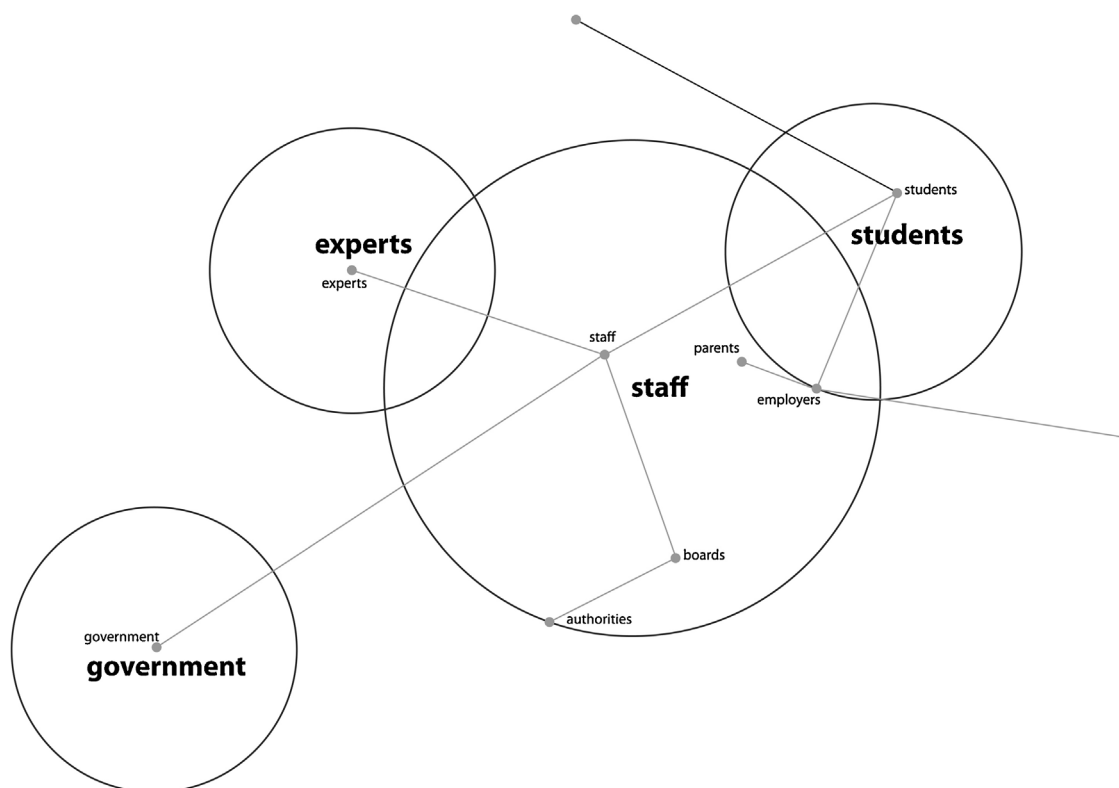 students
students
experts
experts
staff
parents
staff
employers
boards
authorities
government
government